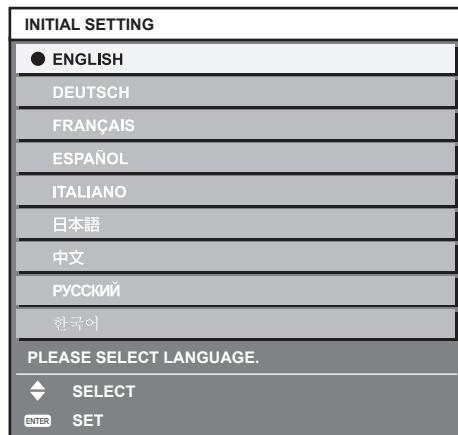 INITIAL SETTING
ENGLISH
DEUTSCH
FRANÇAIS
ESPAÑOL
ITALIANO
日本語
中文
РУССКИЙ
한국어
PLEASE SELECT LANGUAGE.
SELECT
ENTER SET